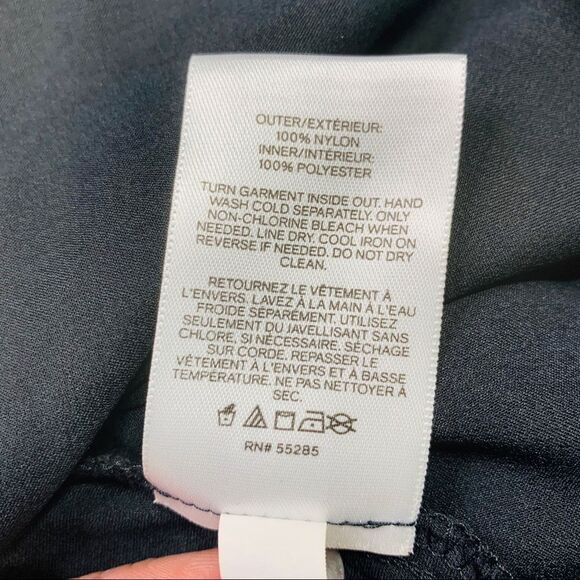 OUTER/EXTÉRIEUR:
100% NYLON
INNER/INTÉRIEUR:
100% POLYESTER
TURN GARMENT INSIDE OUT. HAND
WASH COLD SEPARATELY. ONLY
NON-CHLORINE BLEACH WHEN
NEEDED. LINE DRY. COOL IRON ON
REVERSE IF NEEDED. DO NOT DRY
CLEAN.
RETOURNEZ LE VÊTEMENT À
L'ENVERS. LAVEZ À LA MAIN À L'EAU
FROIDE SÉPARÉMENT. UTILISEZ
SEULEMENT DU JAVELLISANT SANS
CHLORE, SI NÉCESSAIRE. SÉCHAGE
SUR CORDE. REPASSER LE
VÊTEMENT À L'ENVERS ET À BASSE
TEMPÉRATURE. NE PAS NETTOYER À
SEC.
RN# 55285